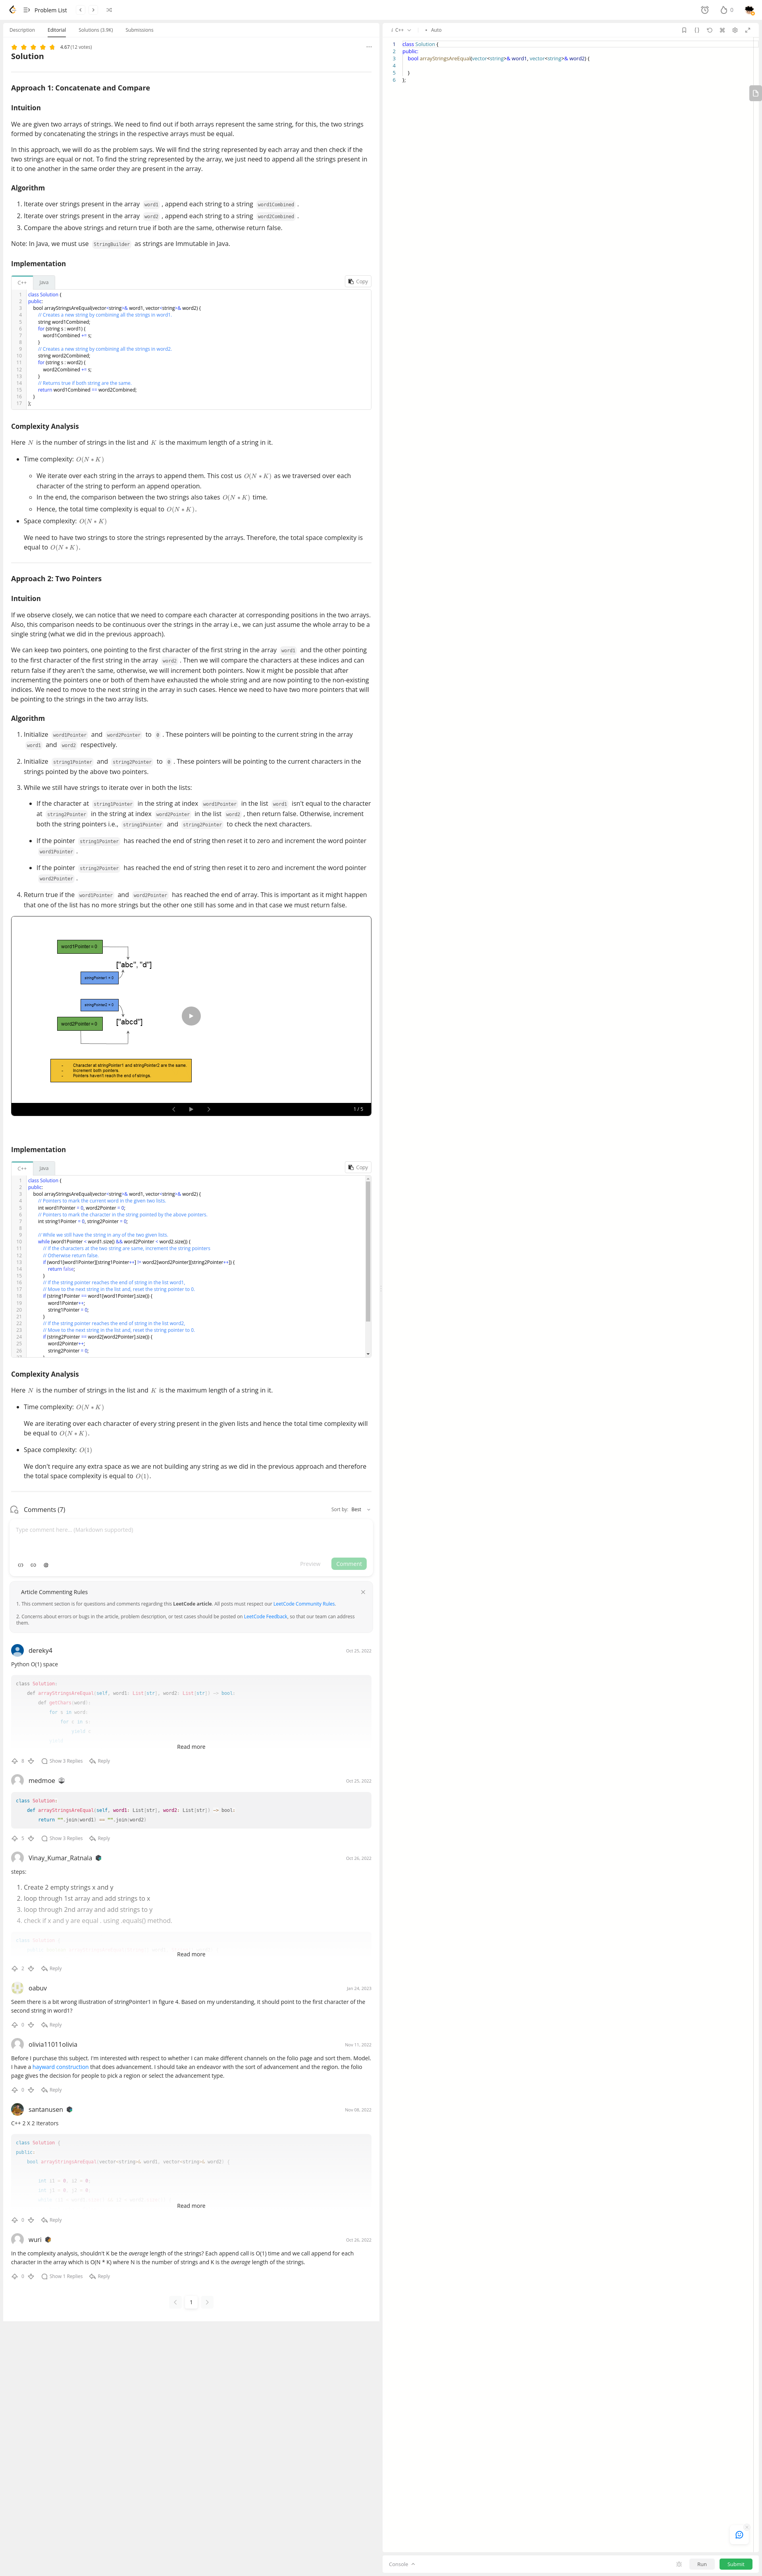 Problem List
0
Description Editorial Solutions (3.9K) Submissions
4.67 (12 votes)
Solution
Approach 1: Concatenate and Compare
Intuition
We are given two arrays of strings. We need to find out if both arrays represent the same string, for this, the two strings
formed by concatenating the strings in the respective arrays must be equal.
In this approach, we will do as the problem says. We will find the string represented by each array and then check if the
two strings are equal or not. To find the string represented by the array, we just need to append all the strings present in
it to one another in the same order they are present in the array.
Algorithm
1. Iterate over strings present in the array word1 , append each string to a string word1Combined .
2. Iterate over strings present in the array word2 , append each string to a string word2Combined .
3. Compare the above strings and return true if both are the same, otherwise return false.
Note: In Java, we must use StringBuilder as strings are Immutable in Java.
Implementation
C++ Java Copy
1 class Solution {
2 public:
3 bool arrayStringsAreEqual(vector<string>& word1, vector<string>& word2) {
4 // Creates a new string by combining all the strings in word1.
5 string word1Combined;
6 for (string s : word1) {
7 word1Combined += s;
8 }
9 // Creates a new string by combining all the strings in word2.
10 string word2Combined;
11 for (string s : word2) {
12 word2Combined += s;
13 }
14 // Returns true if both string are the same.
15 return word1Combined == word2Combined;
16 }
17 };
Complexity Analysis
Here N is the number of strings in the list and K is the maximum length of a string in it.
• Time complexity: O(N * K)
We iterate over each string in the arrays to append them. This cost us O(N * K) as we traversed over each
character of the string to perform an append operation.
In the end, the comparison between the two strings also takes O(N * K) time.
Hence, the total time complexity is equal to O(N * K).
• Space complexity: O(N * K)
We need to have two strings to store the strings represented by the arrays. Therefore, the total space complexity is
equal to O(N * K).
Approach 2: Two Pointers
Intuition
If we observe closely, we can notice that we need to compare each character at corresponding positions in the two arrays.
Also, this comparison needs to be continuous over the strings in the array i.e., we can just assume the whole array to be a
single string (what we did in the previous approach).
We can keep two pointers, one pointing to the first character of the first string in the array word1 and the other pointing
to the first character of the first string in the array word2 . Then we will compare the characters at these indices and can
return false if they aren't the same, otherwise, we will increment both pointers. Now it might be possible that after
incrementing the pointers one or both of them have exhausted the whole string and are now pointing to the non-existing
indices. We need to move to the next string in the array in such cases. Hence we need to have two more pointers that will
be pointing to the strings in the two array lists.
Algorithm
1. Initialize word1Pointer and word2Pointer to 0 . These pointers will be pointing to the current string in the array
word1 and word2 respectively.
2. Initialize string1Pointer and string2Pointer to 0 . These pointers will be pointing to the current characters in the
strings pointed by the above two pointers.
3. While we still have strings to iterate over in both the lists:
• If the character at string1Pointer in the string at index word1Pointer in the list word1 isn't equal to the character
at string2Pointer in the string at index word2Pointer in the list word2 , then return false. Otherwise, increment
both the string pointers i.e., string1Pointer and string2Pointer to check the next characters.
• If the pointer string1Pointer has reached the end of string then reset it to zero and increment the word pointer
word1Pointer .
• If the pointer string2Pointer has reached the end of string then reset it to zero and increment the word pointer
word2Pointer .
4. Return true if the word1Pointer and word2Pointer has reached the end of array. This is important as it might happen
that one of the list has no more strings but the other one still has some and in that case we must return false.
word1Pointer = 0
["abc", "d"]
stringPointer1 = 0
stringPointer2 = 0
word2Pointer = 0
["abcd"]
- Character at stringPointer1 and stringPointer2 are the same.
- Increment both pointers.
- Pointers haven't reach the end of strings.
1 / 5
Implementation
C++ Java Copy
1 class Solution {
2 public:
3 bool arrayStringsAreEqual(vector<string>& word1, vector<string>& word2) {
4 // Pointers to mark the current word in the given two lists.
5 int word1Pointer = 0, word2Pointer = 0;
6 // Pointers to mark the character in the string pointed by the above pointers.
7 int string1Pointer = 0, string2Pointer = 0;
8
9 // While we still have the string in any of the two given lists.
10 while (word1Pointer < word1.size() && word2Pointer < word2.size()) {
11 // If the characters at the two string are same, increment the string pointers
12 // Otherwise return false.
13 if (word1[word1Pointer][string1Pointer++] != word2[word2Pointer][string2Pointer++]) {
14 return false;
15 }
16 // If the string pointer reaches the end of string in the list word1,
17 // Move to the next string in the list and, reset the string pointer to 0.
18 if (string1Pointer == word1[word1Pointer].size()) {
19 word1Pointer++;
20 string1Pointer = 0;
21 }
22 // If the string pointer reaches the end of string in the list word2,
23 // Move to the next string in the list and, reset the string pointer to 0.
24 if (string2Pointer == word2[word2Pointer].size()) {
25 word2Pointer++;
26 string2Pointer = 0;
Complexity Analysis
Here N is the number of strings in the list and K is the maximum length of a string in it.
• Time complexity: O(N * K)
We are iterating over each character of every string present in the given lists and hence the total time complexity will
be equal to O(N * K).
• Space complexity: O(1)
We don't require any extra space as we are not building any string as we did in the previous approach and therefore
the total space complexity is equal to O(1).
Comments (7) Sort by: Best
Type comment here... (Markdown supported)
Preview Comment
Article Commenting Rules
1. This comment section is for questions and comments regarding this LeetCode article. All posts must respect our LeetCode Community Rules.
2. Concerns about errors or bugs in the article, problem description, or test cases should be posted on LeetCode Feedback, so that our team can address
them.
dereky4 Oct 25, 2022
Python O(1) space
class Solution:
def arrayStringsAreEqual(self, word1: List[str], word2: List[str]) -> bool:
def getChars(word):
for s in word:
for c in s:
yield c
Read more
8 Show 3 Replies Reply
medmoe Oct 25, 2022
class Solution:
def arrayStringsAreEqual(self, word1: List[str], word2: List[str]) -> bool:
return "".join(word1) == "".join(word2)
5 Show 3 Replies Reply
Vinay_Kumar_Ratnala Oct 26, 2022
steps:
1. Create 2 empty strings x and y
2. loop through 1st array and add strings to x
3. loop through 2nd array and add strings to y
4. check if x and y are equal . using .equals() method.
class Solution {
Read more
2 Reply
oabuv Jan 24, 2023
Seem there is a bit wrong illustration of stringPointer1 in figure 4. Based on my understanding, it should point to the first character of the
second string in word1?
0 Reply
olivia11011olivia Nov 11, 2022
Before I purchase this subject. I'm interested with respect to whether I can make different channels on the folio page and sort them. Model.
I have a hayward construction that does advancement. I should take an endeavor with the sort of advancement and the region. the folio
page gives the decision for people to pick a region or select the advancement type.
0 Reply
santanusen Nov 08, 2022
C++ 2 X 2 iterators
class Solution {
public:
bool arrayStringsAreEqual(vector<string>& word1, vector<string>& word2) {
int i1 = 0, i2 = 0;
int j1 = 0, j2 = 0;
Read more
0 Reply
wuri Oct 26, 2022
In the complexity analysis, shouldn't K be the average length of the strings? Each append call is O(1) time and we call append for each
character in the array which is O(N * K) where N is the number of strings and K is the average length of the strings.
0 Show 1 Replies Reply
1
C++ Auto
1 class Solution {
2 public:
3 bool arrayStringsAreEqual(vector<string>& word1, vector<string>& word2) {
4
5 }
6 };
Console Run Submit